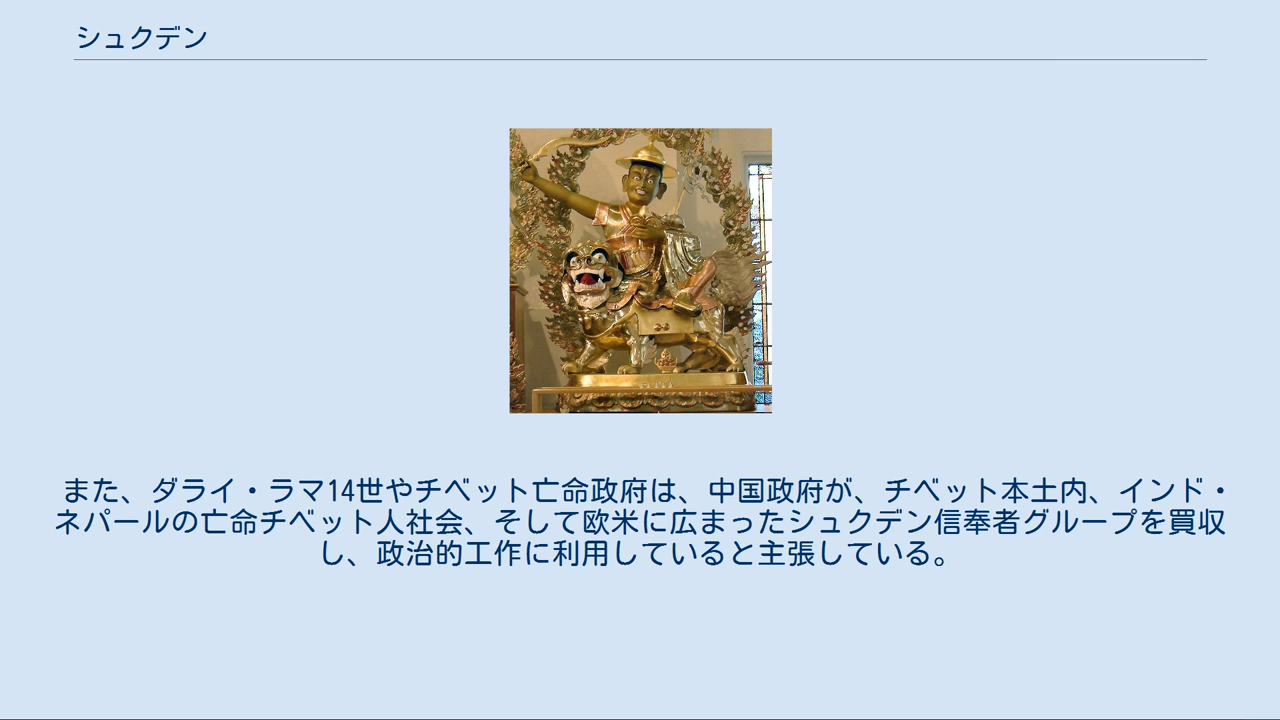 シュクデン
また、ダライ・ラマ14世やチベット亡命政府は、中国政府が、チベット本土内、インド・
ネパールの亡命チベット人社会、そして欧米に広まったシュクデン信奉者グループを買収
し、政治的工作に利用していると主張している。